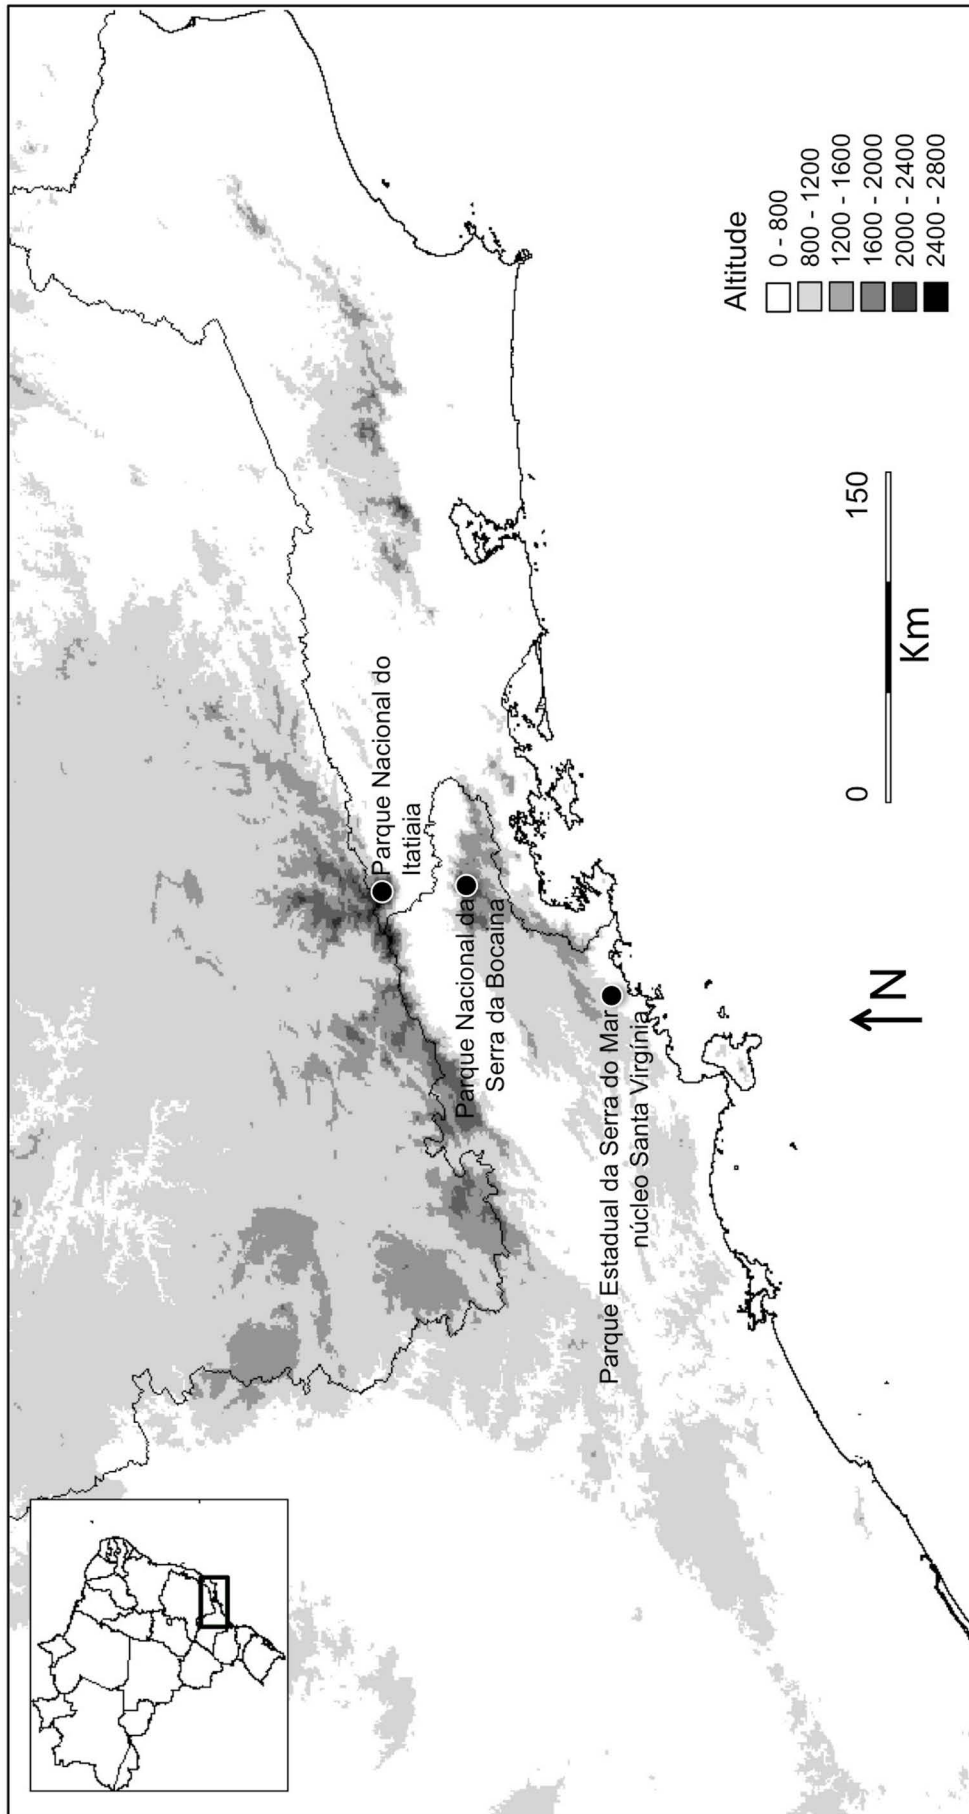 Parque Nacional do
Itatiaia
Parque Nacional da
Serra da Bocaina
Parque Estadual da Serra do Mar
núcleo Santa Virgínia
N
0
150
Km
Altitude
0 - 800
800 - 1200
1200 - 1600
1600 - 2000
2000 - 2400
2400 - 2800